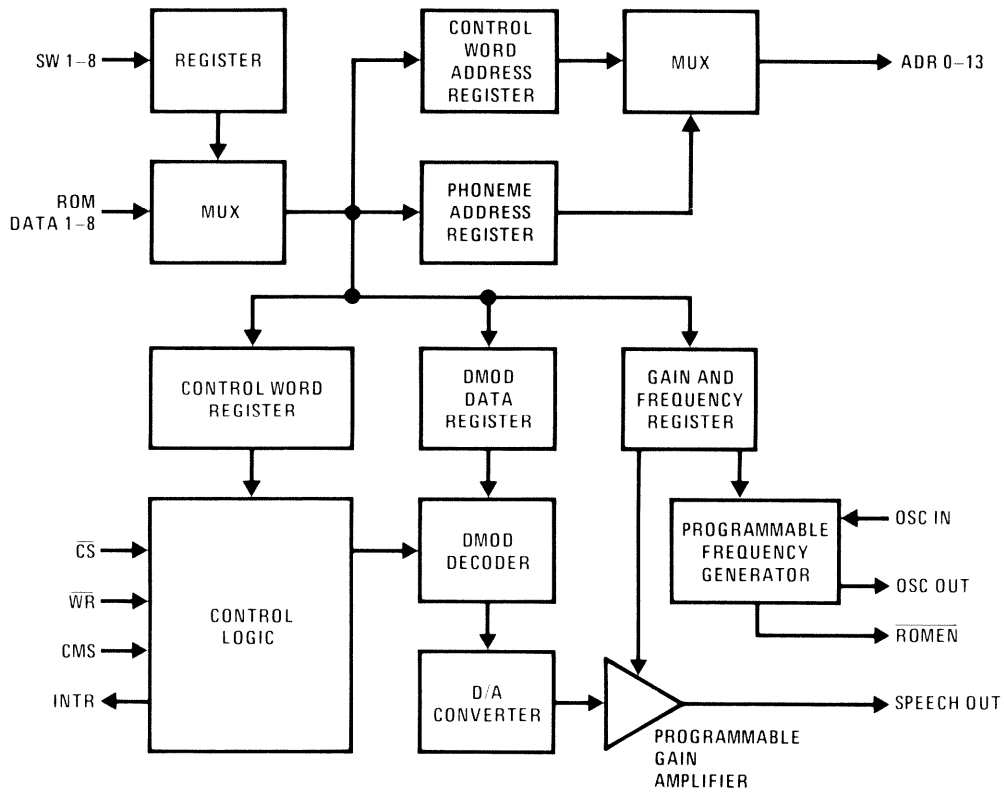 SW 1–8
REGISTER
CONTROL
WORD
ADDRESS
REGISTER
MUX
ADR 0–13
ROM
DATA 1–8
MUX
PHONEME
ADDRESS
REGISTER
CONTROL WORD
REGISTER
DMOD
DATA
REGISTER
GAIN AND
FREQUENCY
REGISTER
CS
WR
CMS
INTR
CONTROL
LOGIC
DMOD
DECODER
PROGRAMMABLE
FREQUENCY
GENERATOR
OSC IN
OSC OUT
ROMEN
D/A
CONVERTER
SPEECH OUT
PROGRAMMABLE
GAIN
AMPLIFIER